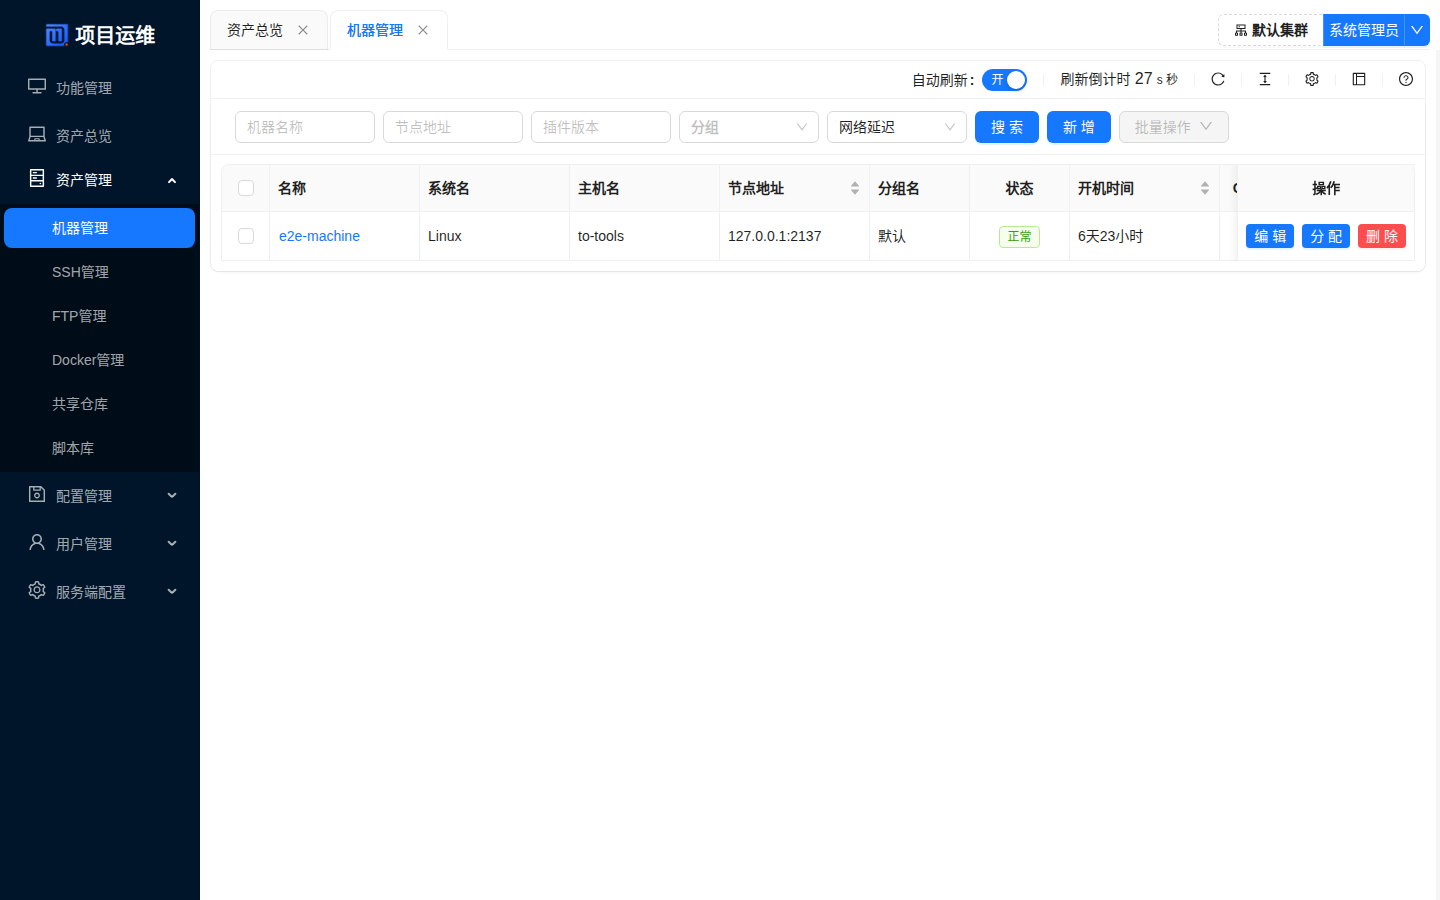 项目运维
功能管理
资产总览
资产管理
机器管理
SSH管理
FTP管理
Docker管理
共享仓库
脚本库
配置管理
用户管理
服务端配置
资产总览
机器管理
默认集群
系统管理员
自动刷新：
开
刷新倒计时 27 s 秒
机器名称
节点地址
插件版本
分组
网络延迟
搜 索
新 增
批量操作
名称
系统名
主机名
节点地址
分组名
状态
开机时间
操作
e2e-machine
Linux
to-tools
127.0.0.1:2137
默认
正常
6天23小时
编 辑
分 配
删 除